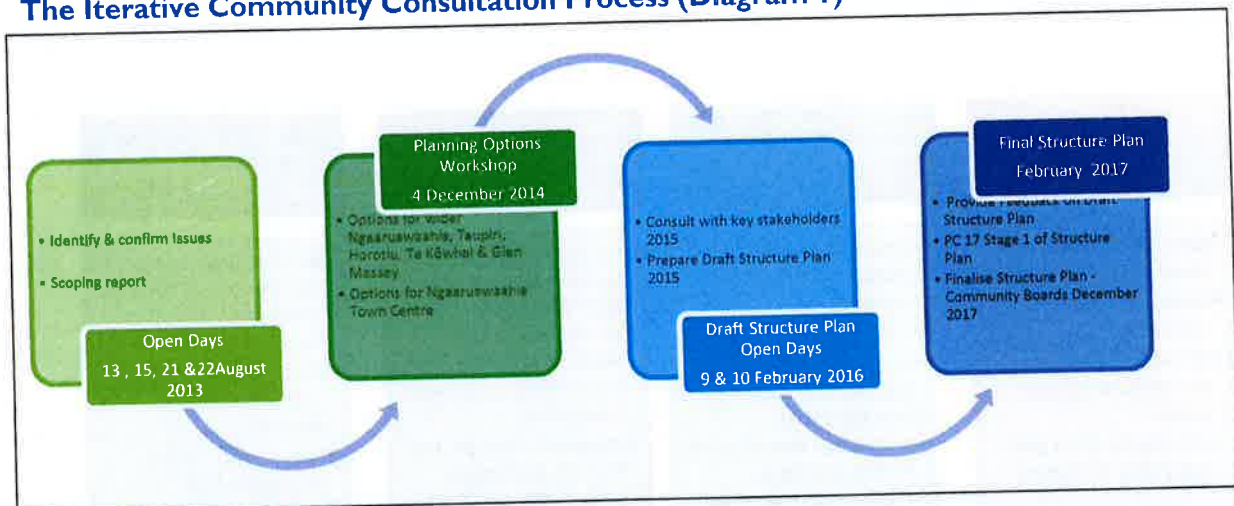 The Iterative Community Consultation Process (Diagram 1)
• Identify & confirm Issues
• Scoping report
Open Days
13 , 15, 21 &22August
2013
Planning Options
Workshop
4 December 2014
• Options for wider
Ngaaruawaahia, Taupiri,
Horotiu, Te Kōwhai & Glen
Massey
• Options for Ngaaruawaahia
Town Centre
• Consult with key stakeholders
2015
• Prepare Draft Structure Plan
2015
Draft Structure Plan
Open Days
9 & 10 February 2016
Final Structure Plan
February 2017
• Provide Feedback on Draft
Structure Plan
• PC 17 Stage 1 of Structure
Plan
• Finalise Structure Plan -
Community Boards December
2017